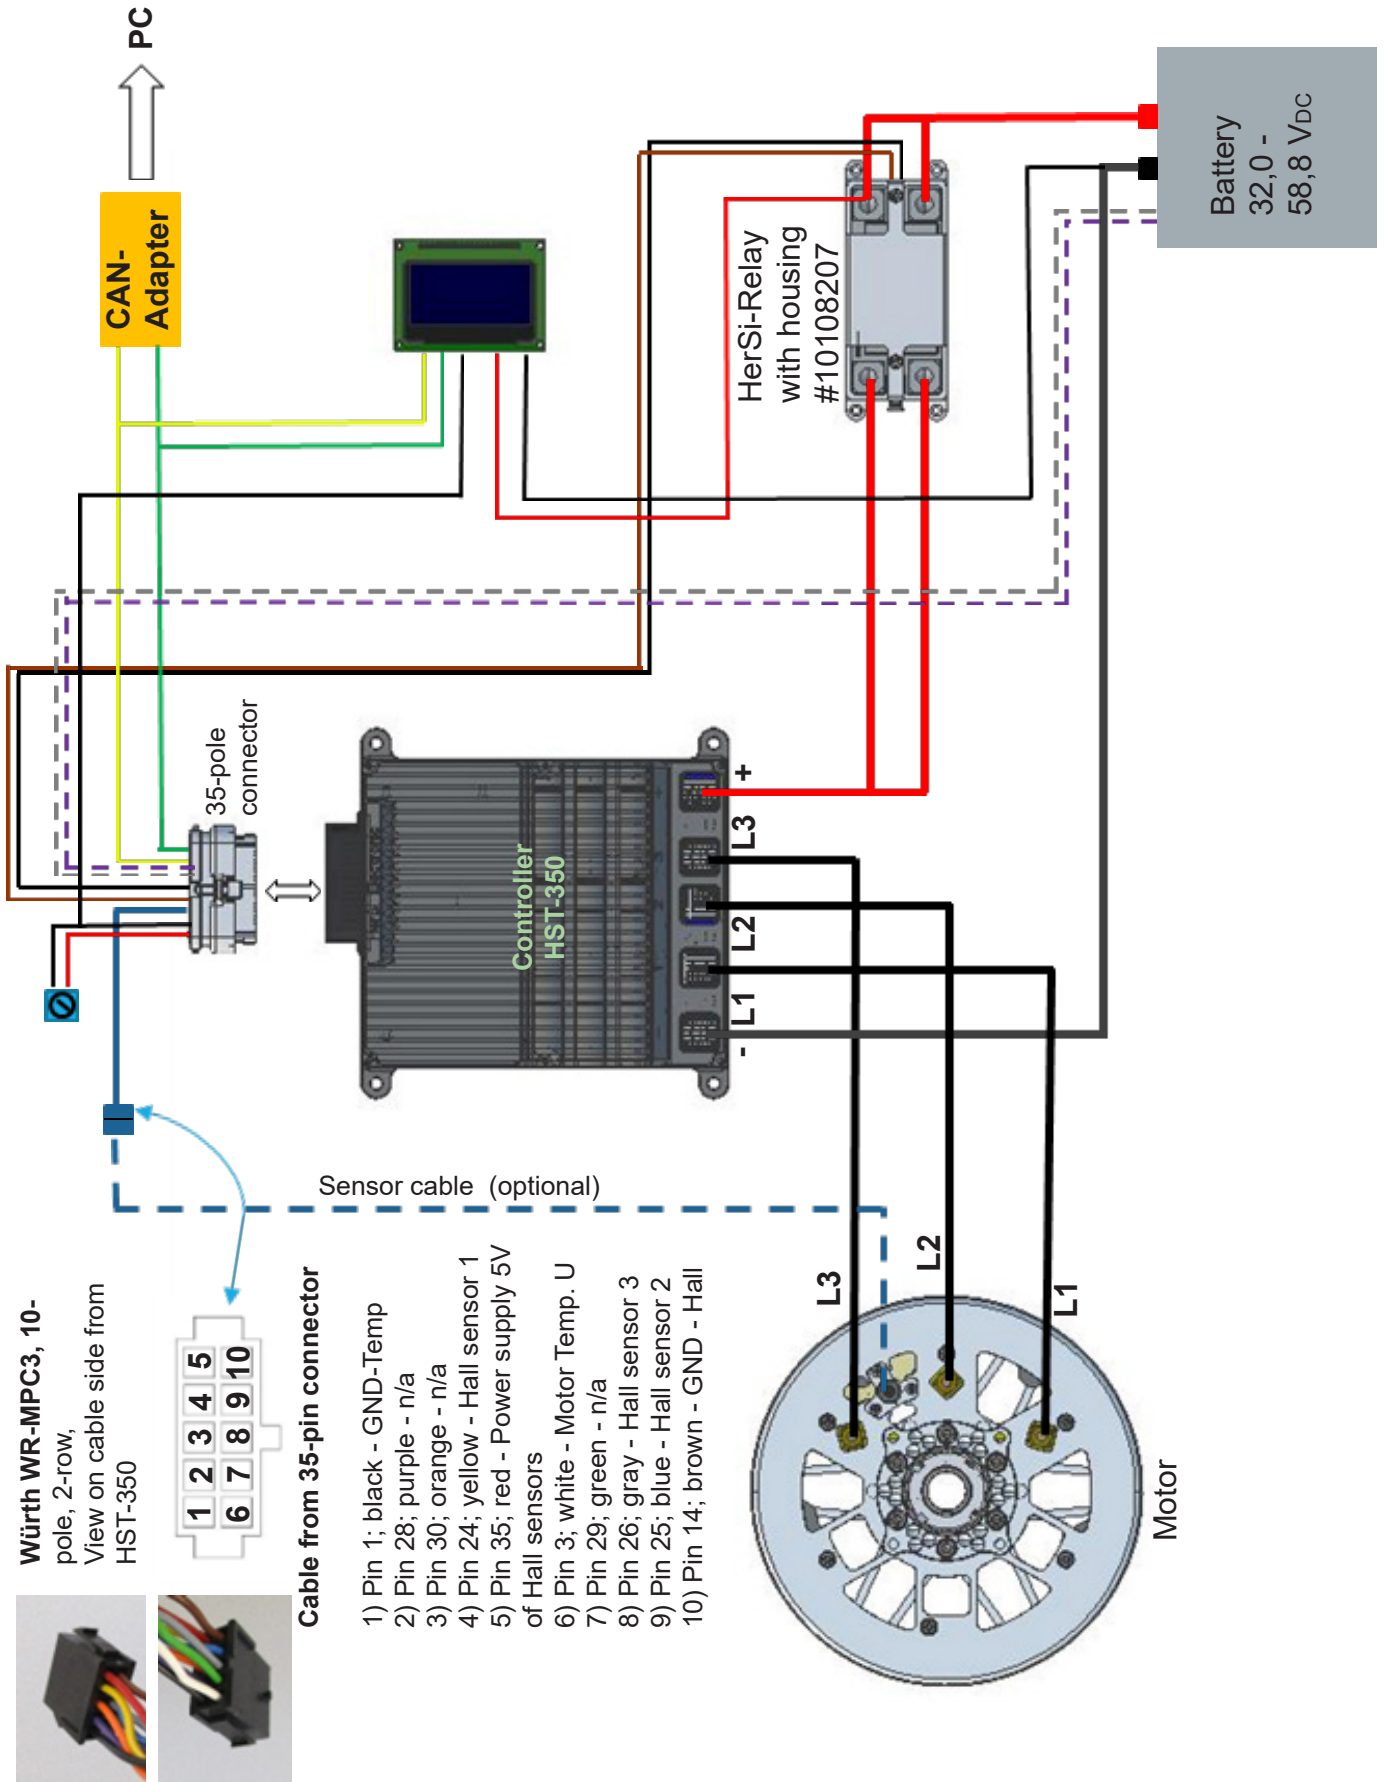 Würth WR-MPC3, 10-
pole, 2-row,
View on cable side from
HST-350
1 2 3 4 5
6 7 8 9 10
Cable from 35-pin connector
1) Pin 1; black - GND-Temp
2) Pin 28; purple - n/a
3) Pin 30; orange - n/a
4) Pin 24; yellow - Hall sensor 1
5) Pin 35; red - Power supply 5V
of Hall sensors
6) Pin 3; white - Motor Temp. U
7) Pin 29; green - n/a
8) Pin 26; gray - Hall sensor 3
9) Pin 25; blue - Hall sensor 2
10) Pin 14; brown - GND - Hall
Sensor cable (optional)
35-pole
connector
CAN-
Adapter
PC
Controller
HST-350
- L1 L2 L3 +
HerSi-Relay
with housing
#10108207
Battery
32,0 -
58,8 VDC
L3
L2
L1
Motor